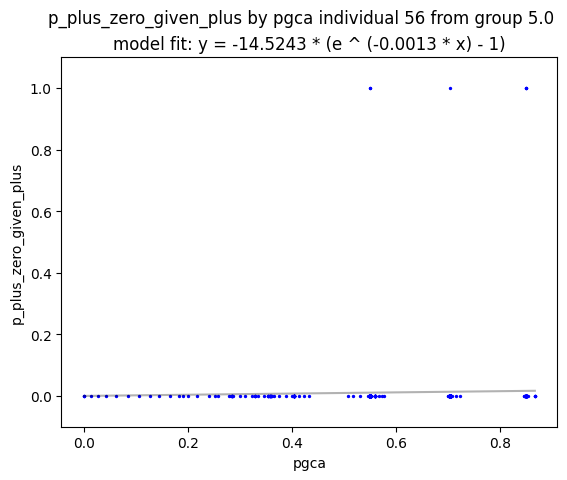 p_plus_zero_given_plus by pgca individual 56 from group 5.0
model fit: y = -14.5243 * (e ^ (-0.0013 * x) - 1)
1.0
0.8
0.6
0.4
0.2
0.0
p_plus_zero_given_plus
0.0 0.2 0.4 0.6 0.8
pgca